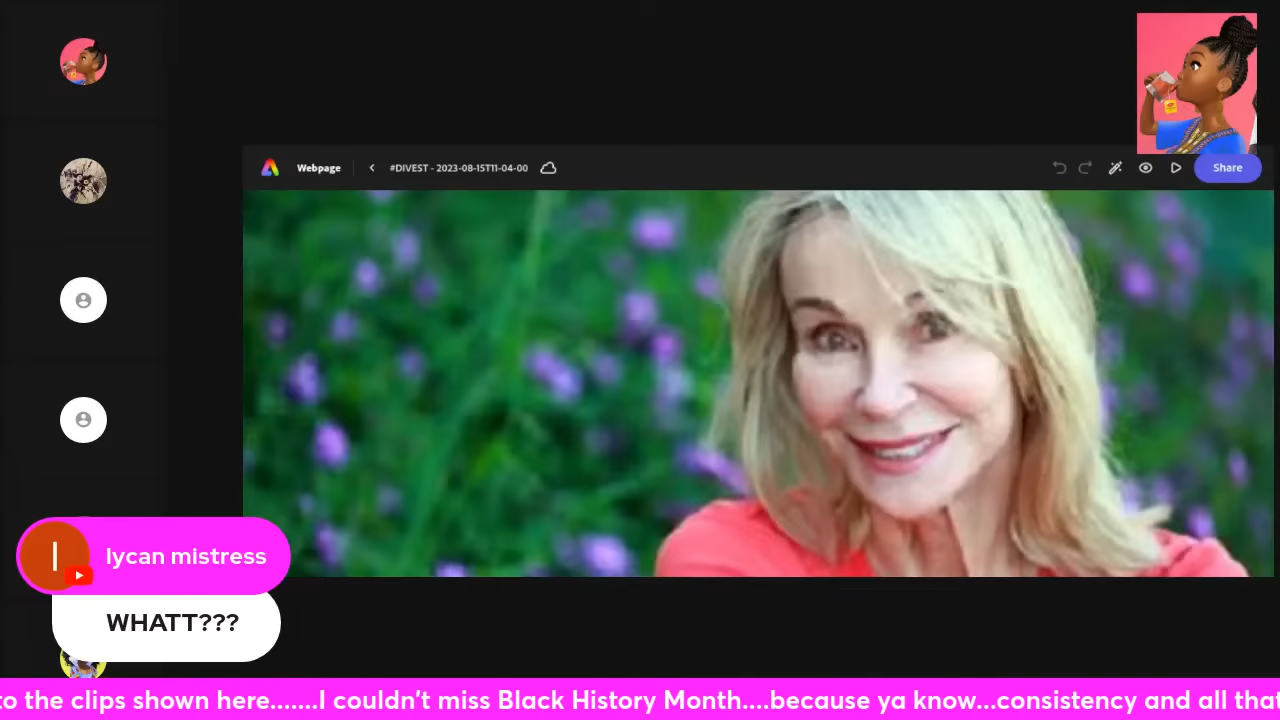 Webpage
#DIVEST - 2023-08-15T11-04-00
Share
l
lycan mistress
WHATT???
to the clips shown here.......I couldn't miss Black History Month....because ya know...consistency and all that